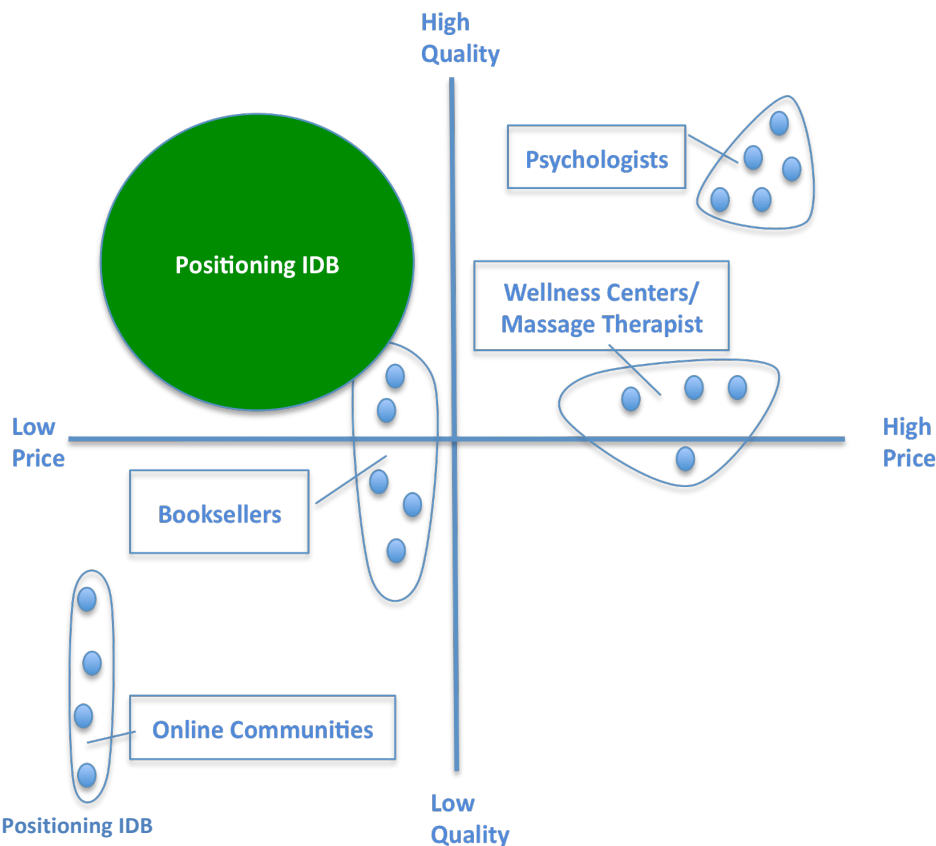 High
Quality
Psychologists
Positioning IDB
Wellness Centers/
Massage Therapist
Low
Price
High
Price
Booksellers
Online Communities
Positioning IDB
Low
Quality